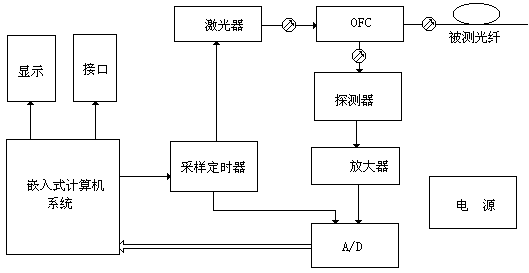 激光器
OFC
被测光纤
显示
接口
探测器
采样定时器
放大器
嵌入式计算机
系统
电 源
A/D